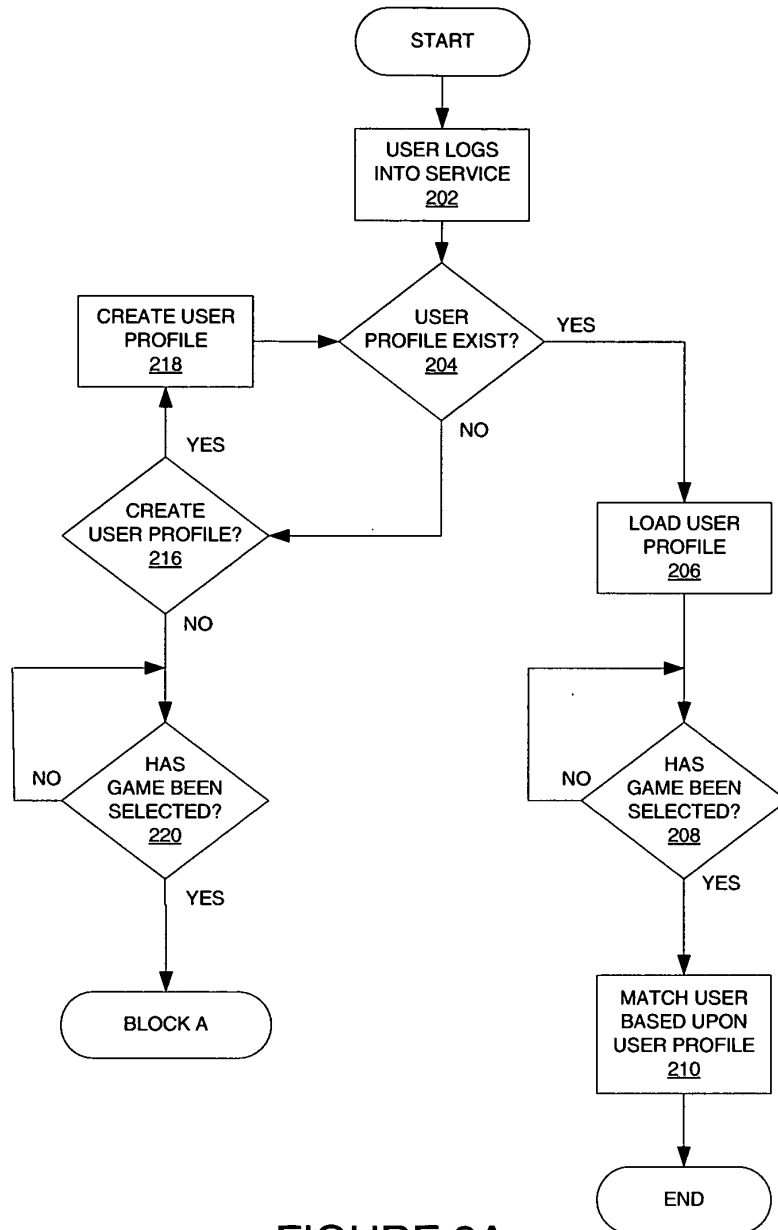 START
USER LOGS
INTO SERVICE
202
CREATE USER
PROFILE
218
USER
PROFILE EXIST?
204
YES
NO
YES
CREATE
USER PROFILE?
216
LOAD USER
PROFILE
206
NO
HAS
GAME BEEN
SELECTED?
220
NO
YES
HAS
GAME BEEN
SELECTED?
208
NO
YES
BLOCK A
MATCH USER
BASED UPON
USER PROFILE
210
END